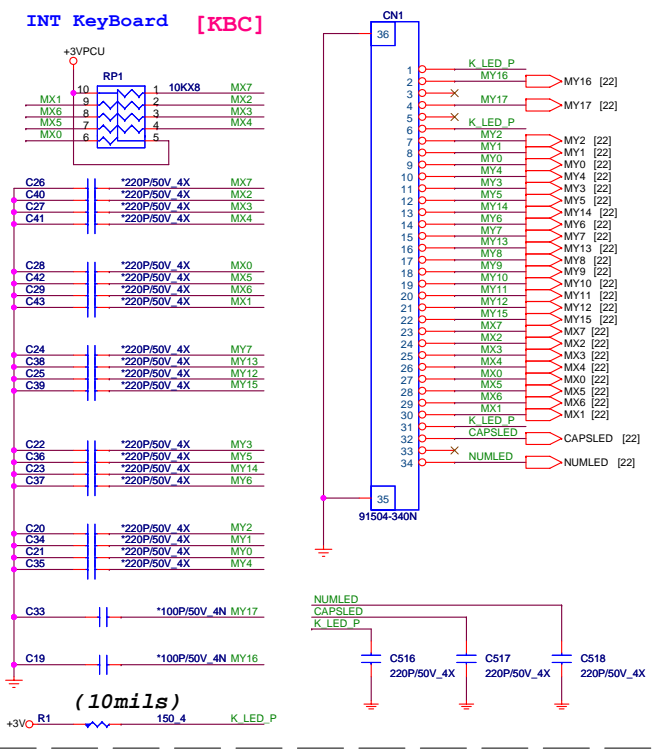 INT KeyBoard [KBC]
+3VPCU
RP1
10KX8
10 1 MX7
MX1 9 2 MX2
MX6 8 3 MX3
MX5 7 4 MX4
MX0 6 5
C26 *220P/50V_4X MX7
C40 *220P/50V_4X MX2
C27 *220P/50V_4X MX3
C41 *220P/50V_4X MX4
C28 *220P/50V_4X MX0
C42 *220P/50V_4X MX5
C29 *220P/50V_4X MX6
C43 *220P/50V_4X MX1
C24 *220P/50V_4X MY7
C38 *220P/50V_4X MY13
C25 *220P/50V_4X MY12
C39 *220P/50V_4X MY15
C22 *220P/50V_4X MY3
C36 *220P/50V_4X MY5
C23 *220P/50V_4X MY14
C37 *220P/50V_4X MY6
C20 *220P/50V_4X MY2
C34 *220P/50V_4X MY1
C21 *220P/50V_4X MY0
C35 *220P/50V_4X MY4
C33 *100P/50V_4N MY17
C19 *100P/50V_4N MY16
(10mils)
+3V R1 150_4 K_LED_P
CN1
36
1 K_LED_P
2 MY16 MY16 [22]
3
4 MY17 MY17 [22]
5
6 K_LED_P
7 MY2 MY2 [22]
8 MY1 MY1 [22]
9 MY0 MY0 [22]
10 MY4 MY4 [22]
11 MY3 MY3 [22]
12 MY5 MY5 [22]
13 MY14 MY14 [22]
14 MY6 MY6 [22]
15 MY7 MY7 [22]
16 MY13 MY13 [22]
17 MY8 MY8 [22]
18 MY9 MY9 [22]
19 MY10 MY10 [22]
20 MY11 MY11 [22]
21 MY12 MY12 [22]
22 MY15 MY15 [22]
23 MX7 MX7 [22]
24 MX2 MX2 [22]
25 MX3 MX3 [22]
26 MX4 MX4 [22]
27 MX0 MX0 [22]
28 MX5 MX5 [22]
29 MX6 MX6 [22]
30 MX1 MX1 [22]
31 K_LED_P
32 CAPSLED CAPSLED [22]
33
34 NUMLED NUMLED [22]
35
91504-340N
NUMLED
CAPSLED
K_LED_P
C516 C517 C518
220P/50V_4X 220P/50V_4X 220P/50V_4X